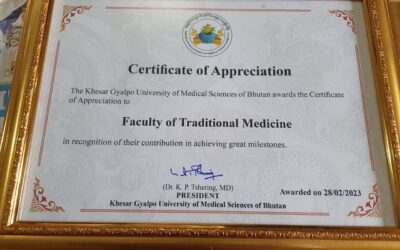 Certificate of Appreciation
The Khesar Gyalpo University of Medical Sciences of Bhutan awards the Certificate
of Appreciation to
Faculty of Traditional Medicine
in recognition of their contribution in achieving great milestones.
(Dr. K. P. Tshering, MD)
PRESIDENT
Khesar Gyalpo University of Medical Sciences of Bhutan
Awarded on 28/02/2023